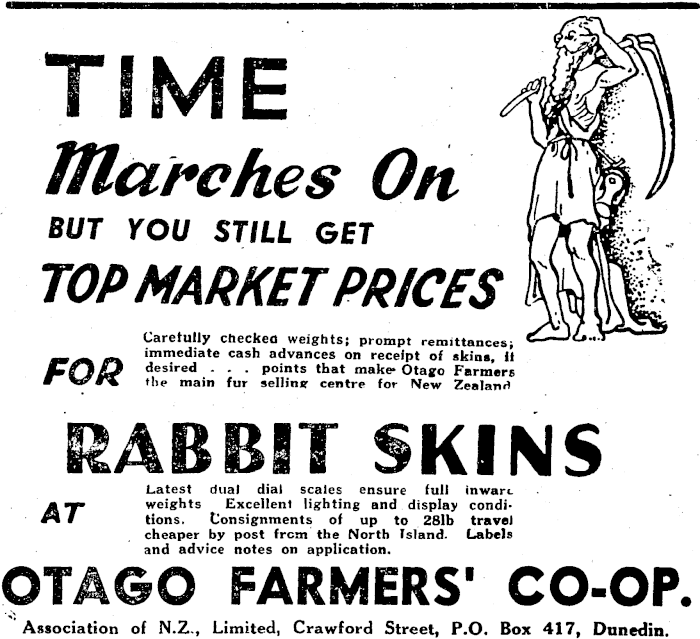 TIME
Marches On
BUT YOU STILL GET
TOP MARKET PRICES
FOR
Carefully checked weights; prompt remittances;
immediate cash advances on receipt of skins, if
desired . . . points that make Otago Farmers
the main fur selling centre for New Zealand
RABBIT SKINS
AT
Latest dual dial scales ensure full inward
weights Excellent lighting and display condi-
tions. Consignments of up to 28lb travel
cheaper by post from the North Island. Labels
and advice notes on application.
OTAGO FARMERS' CO-OP.
Association of N.Z., Limited, Crawford Street, P.O. Box 417, Dunedin.